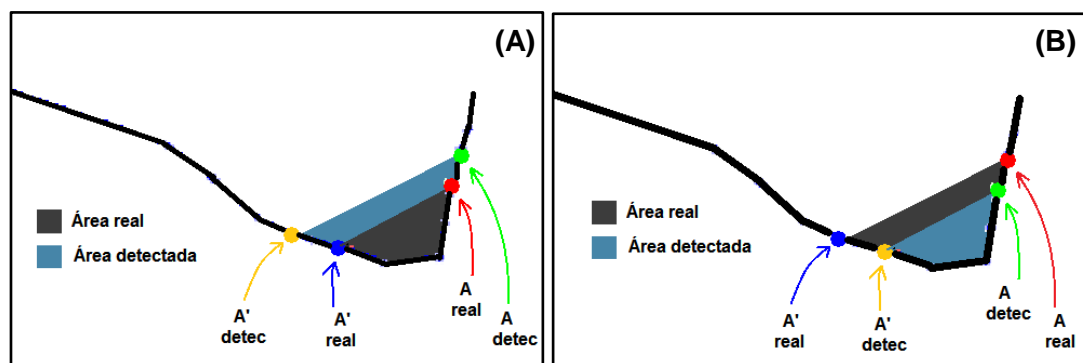 (A)
Área real
Área detectada
A'
detec
A'
real
A
real
A
detec
(B)
Área real
Área detectada
A'
real
A'
detec
A
detec
A
real